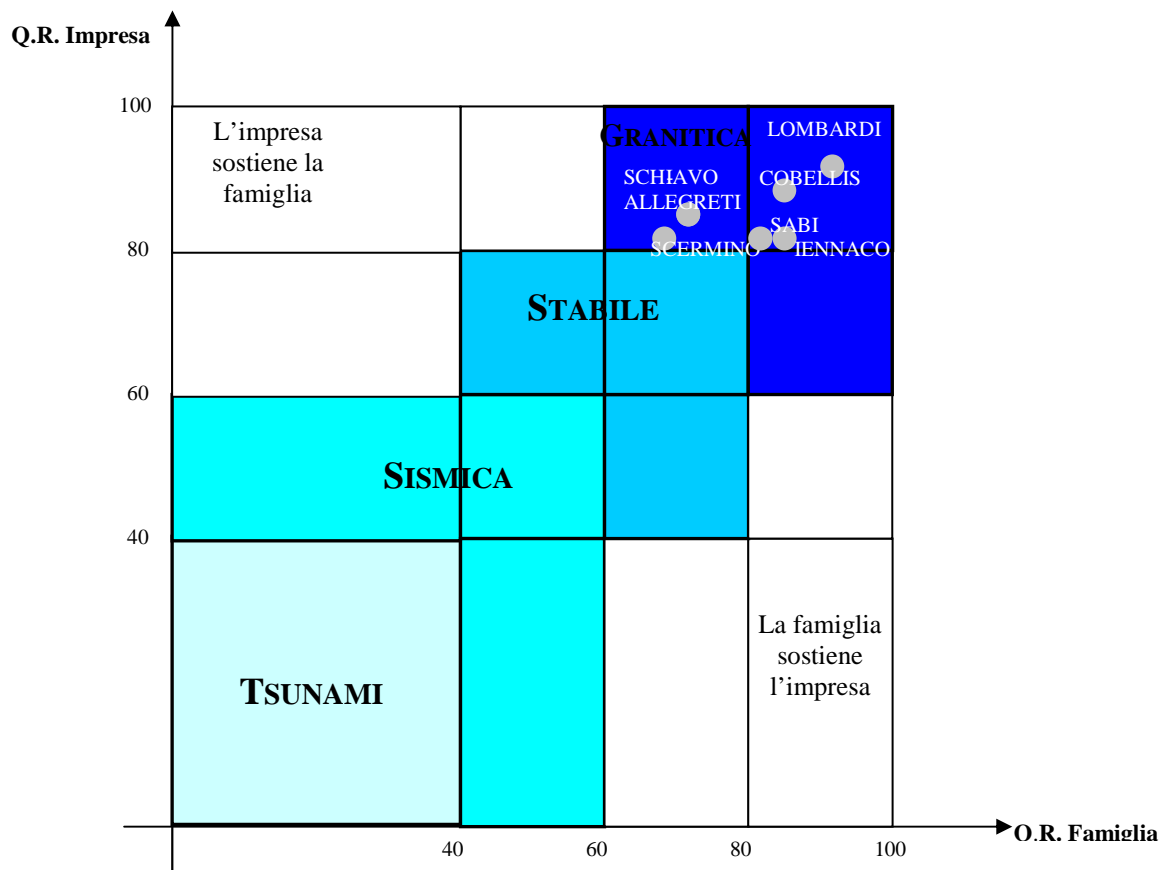 Q.R. Impresa
100
L'impresa
sostiene la
famiglia
GRANITICA
LOMBARDI
SCHIAVO
COBELLIS
ALLEGRETI
SABI
SCERMINO
IENNACO
80
STABILE
60
SISMICA
40
La famiglia
sostiene
l'impresa
TSUNAMI
O.R. Famiglia
40
60
80
100